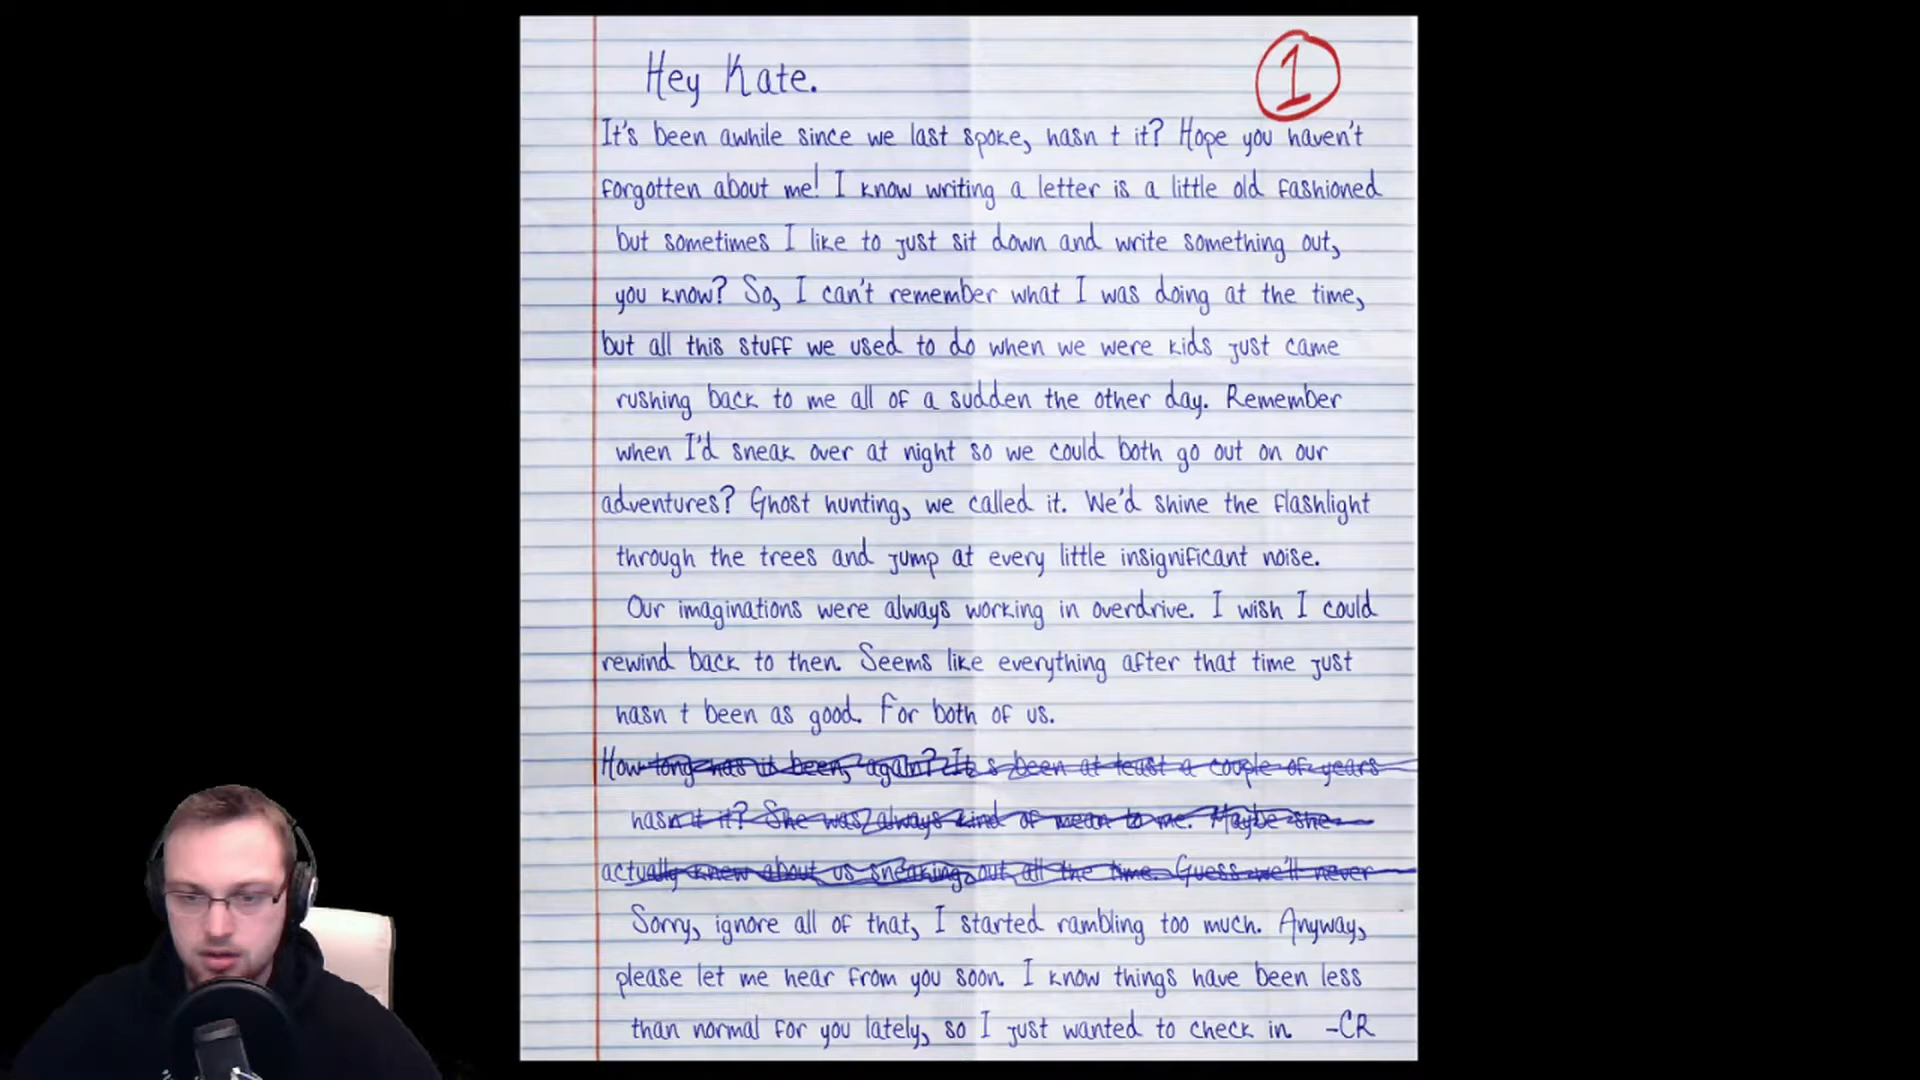 Hey Kate.
1
It's been awhile since we last spoke, hasn t it? Hope you haven't
forgotten about me! I know writing a letter is a little old fashioned
but sometimes I like to just sit down and write something out,
you know? So, I can't remember what I was doing at the time,
but all this stuff we used to do when we were kids just came
rushing back to me all of a sudden the other day. Remember
when I'd sneak over at night so we could both go out on our
adventures? Ghost hunting, we called it. We'd shine the flashlight
through the trees and jump at every little insignificant noise.
Our imaginations were always working in overdrive. I wish I could
rewind back to then. Seems like everything after that time just
hasn t been as good. For both of us.
How long has it been, again? It s been at least a couple of years
hasn t it? She was always kind of mean to me. Maybe she
actually knew about us sneaking out all the time. Guess we'll never
Sorry, ignore all of that, I started rambling too much. Anyway,
please let me hear from you soon. I know things have been less
than normal for you lately, so I just wanted to check in. -CR